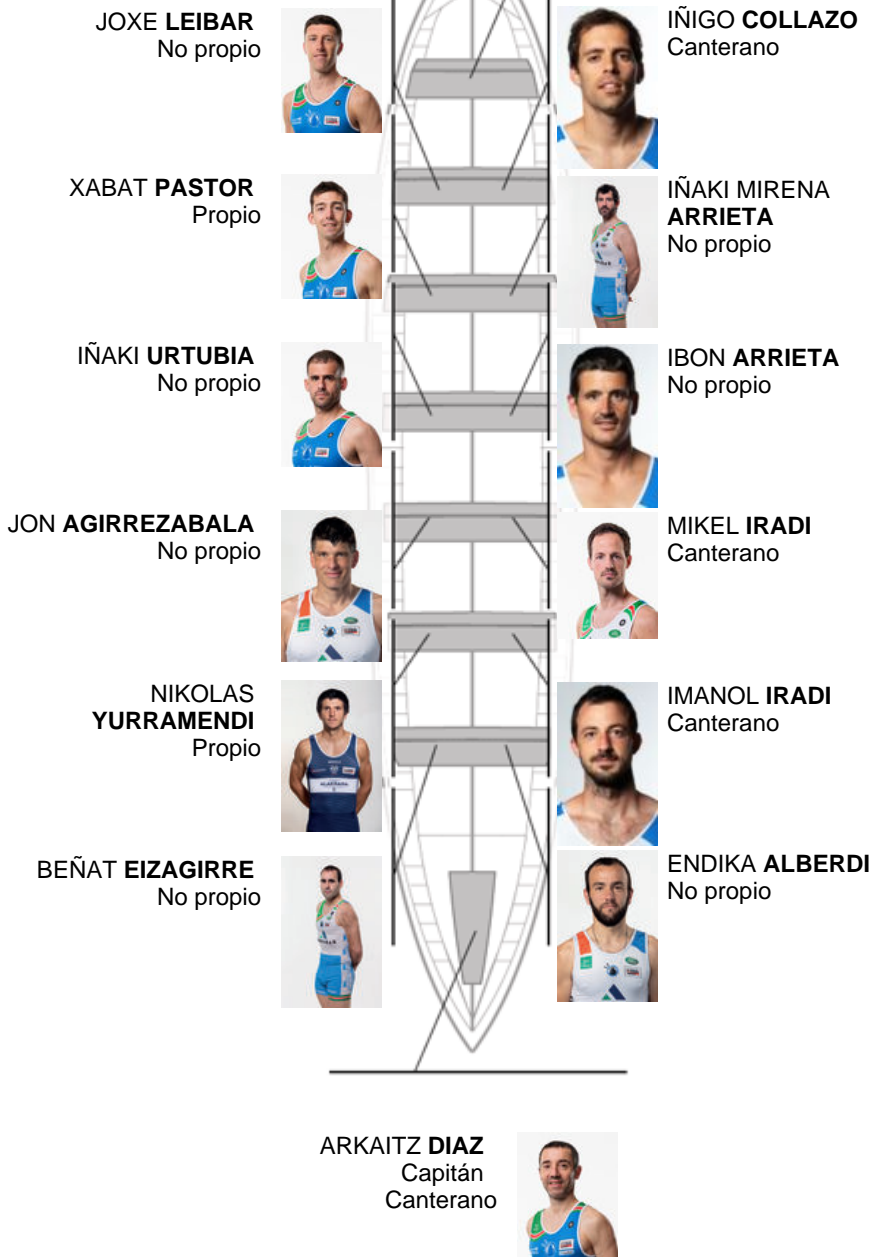 JOXE LEIBAR
No propio
IÑIGO COLLAZO
Canterano
XABAT PASTOR
Propio
IÑAKI MIRENA
ARRIETA
No propio
IÑAKI URTUBIA
No propio
IBON ARRIETA
No propio
JON AGIRREZABALA
No propio
MIKEL IRADI
Canterano
NIKOLAS
YURRAMENDI
Propio
IMANOL IRADI
Canterano
BEÑAT EIZAGIRRE
No propio
ENDIKA ALBERDI
No propio
ARKAITZ DIAZ
Capitán
Canterano